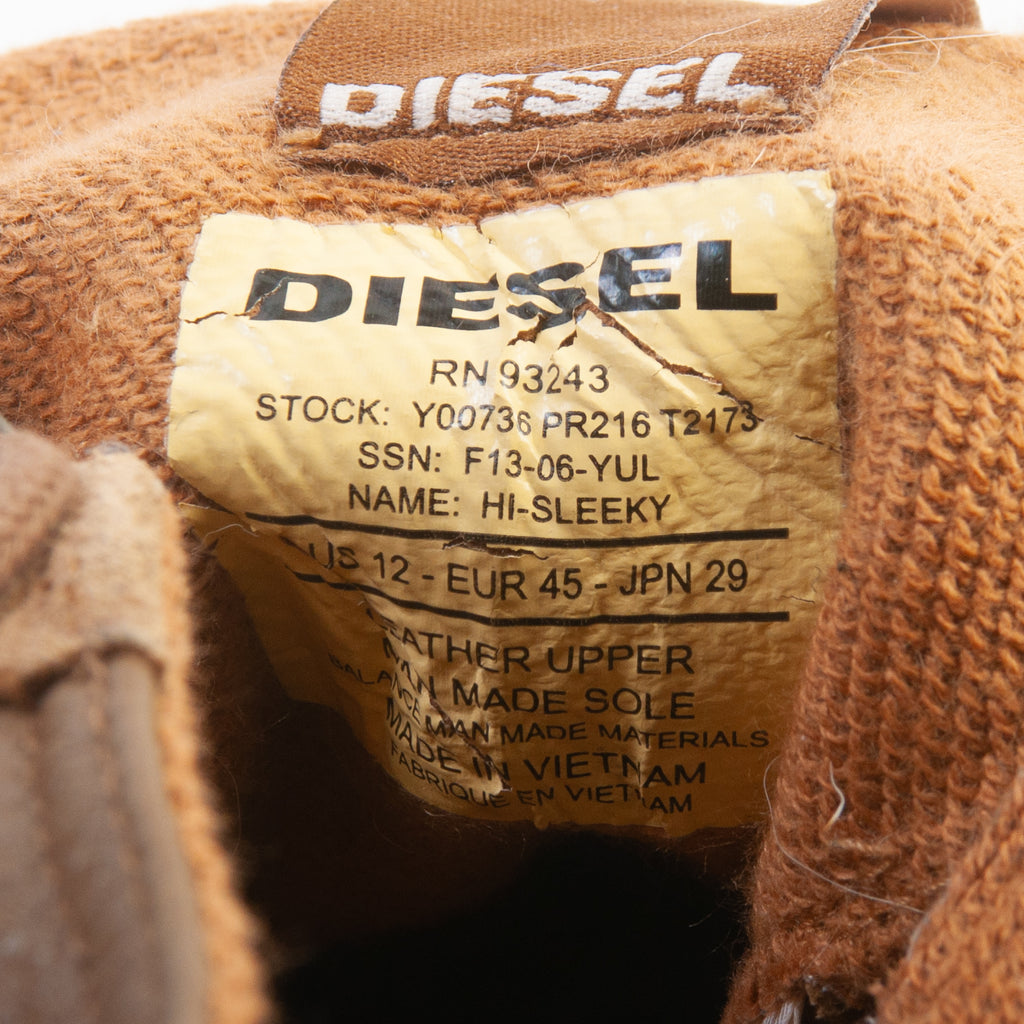 DIESEL
DIESEL
RN 93243
STOCK: Y00736 PR216 T2173
SSN: F13-06-YUL
NAME: HI-SLEEKY
US 12 - EUR 45 - JPN 29
LEATHER UPPER
MAN MADE SOLE
BALANCE MAN MADE MATERIALS
MADE IN VIETNAM
FABRIQUE EN VIETNAM